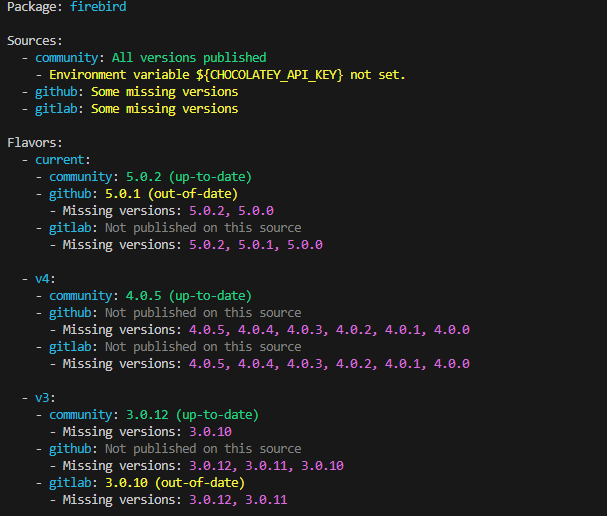 Package: firebird
Sources:
- community: All versions published
- Environment variable ${CHOCOLATEY_API_KEY} not set.
- github: Some missing versions
- gitlab: Some missing versions
Flavors:
- current:
- community: 5.0.2 (up-to-date)
- github: 5.0.1 (out-of-date)
- Missing versions: 5.0.2, 5.0.0
- gitlab: Not published on this source
- Missing versions: 5.0.2, 5.0.1, 5.0.0
- v4:
- community: 4.0.5 (up-to-date)
- github: Not published on this source
- Missing versions: 4.0.5, 4.0.4, 4.0.3, 4.0.2, 4.0.1, 4.0.0
- gitlab: Not published on this source
- Missing versions: 4.0.5, 4.0.4, 4.0.3, 4.0.2, 4.0.1, 4.0.0
- v3:
- community: 3.0.12 (up-to-date)
- Missing versions: 3.0.10
- github: Not published on this source
- Missing versions: 3.0.12, 3.0.11, 3.0.10
- gitlab: 3.0.10 (out-of-date)
- Missing versions: 3.0.12, 3.0.11